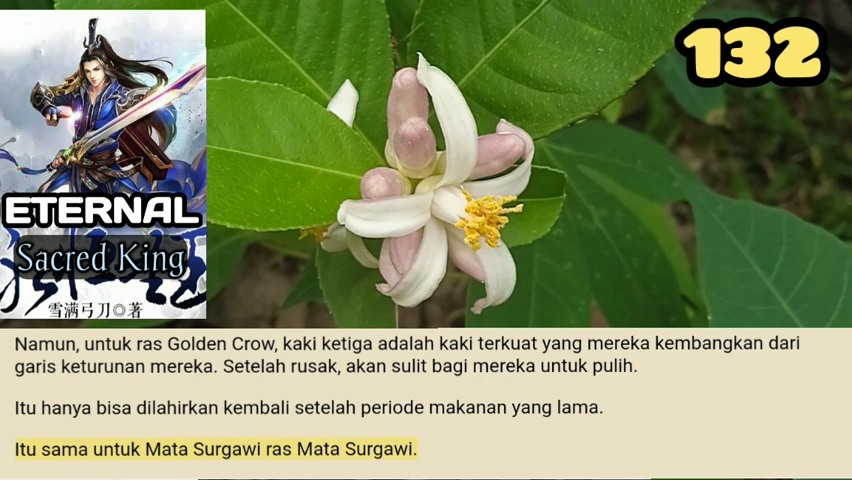 132
ETERNAL
Sacred King
雪满弓刀◎著
Namun, untuk ras Golden Crow, kaki ketiga adalah kaki terkuat yang mereka kembangkan dari
garis keturunan mereka. Setelah rusak, akan sulit bagi mereka untuk pulih.
Itu hanya bisa dilahirkan kembali setelah periode makanan yang lama.
Itu sama untuk Mata Surgawi ras Mata Surgawi.